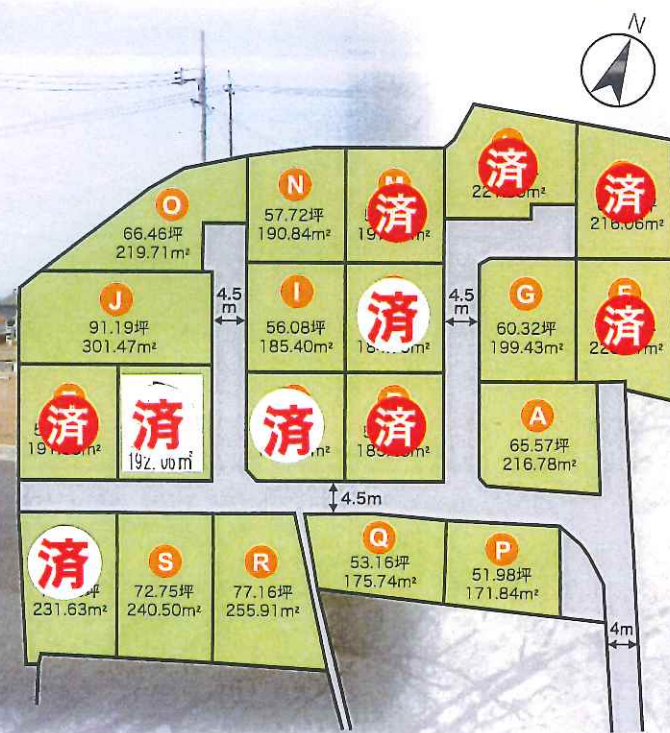 N
済
済
O
66.46坪
219.71m²
N
57.72坪
190.84m²
済
216.06m²
J
91.19坪
301.47m²
4.5
m
I
56.08坪
185.40m²
済
4.5
m
G
60.32坪
199.43m²
済
済
済
192.06㎡
済
済
A
65.57坪
216.78m²
4.5m
済
231.63m²
S
72.75坪
240.50m²
R
77.16坪
255.91m²
Q
53.16坪
175.74m²
P
51.98坪
171.84m²
4m